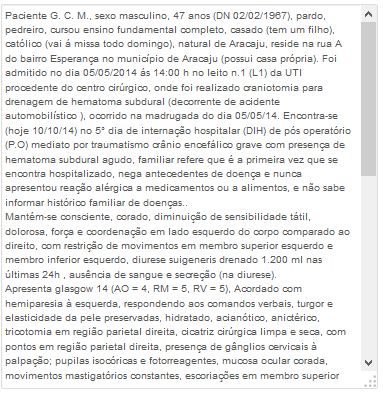 Paciente G. C. M., sexo masculino, 47 anos (DN 02/02/1967), pardo,
pedreiro, cursou ensino fundamental completo, casado (tem um filho),
católico (vai á missa todo domingo), natural de Aracaju, reside na rua A
do bairro Esperança no município de Aracaju (possui casa própria). Foi
admitido no dia 05/05/2014 ás 14:00 h no leito n.1 (L1) da UTI
procedente do centro cirúrgico, onde foi realizado craniotomia para
drenagem de hematoma subdural (decorrente de acidente
automobilístico ), ocorrido na madrugada do dia 05/05/14. Encontra-se
(hoje 10/10/14) no 5° dia de internação hospitalar (DIH) de pós operatório
(P.O) mediato por traumatismo crânio encefálico grave com presença de
hematoma subdural agudo, familiar refere que é a primeira vez que se
encontra hospitalizado, nega antecedentes de doença e nunca
apresentou reação alérgica a medicamentos ou a alimentos, e não sabe
informar histórico familiar de doenças..
Mantém-se consciente, corado, diminuição de sensibilidade tátil,
dolorosa, força e coordenação em lado esquerdo do corpo comparado ao
direito, com restrição de movimentos em membro superior esquerdo e
membro inferior esquerdo, diurese suigeneris drenado 1.200 ml nas
últimas 24h , ausência de sangue e secreção (na diurese).
Apresenta glasgow 14 (AO = 4, RM = 5, RV = 5), Acordado com
hemiparesia à esquerda, respondendo aos comandos verbais, turgor e
elasticidade da pele preservadas, hidratado, acianótico, anictérico,
tricotomia em região parietal direita, cicatriz cirúrgica limpa e seca, com
pontos em região parietal direita, presença de gânglios cervicais à
palpação; pupilas isocóricas e fotorreagentes, mucosa ocular corada,
movimentos mastigatórios constantes, escoriações em membro superior